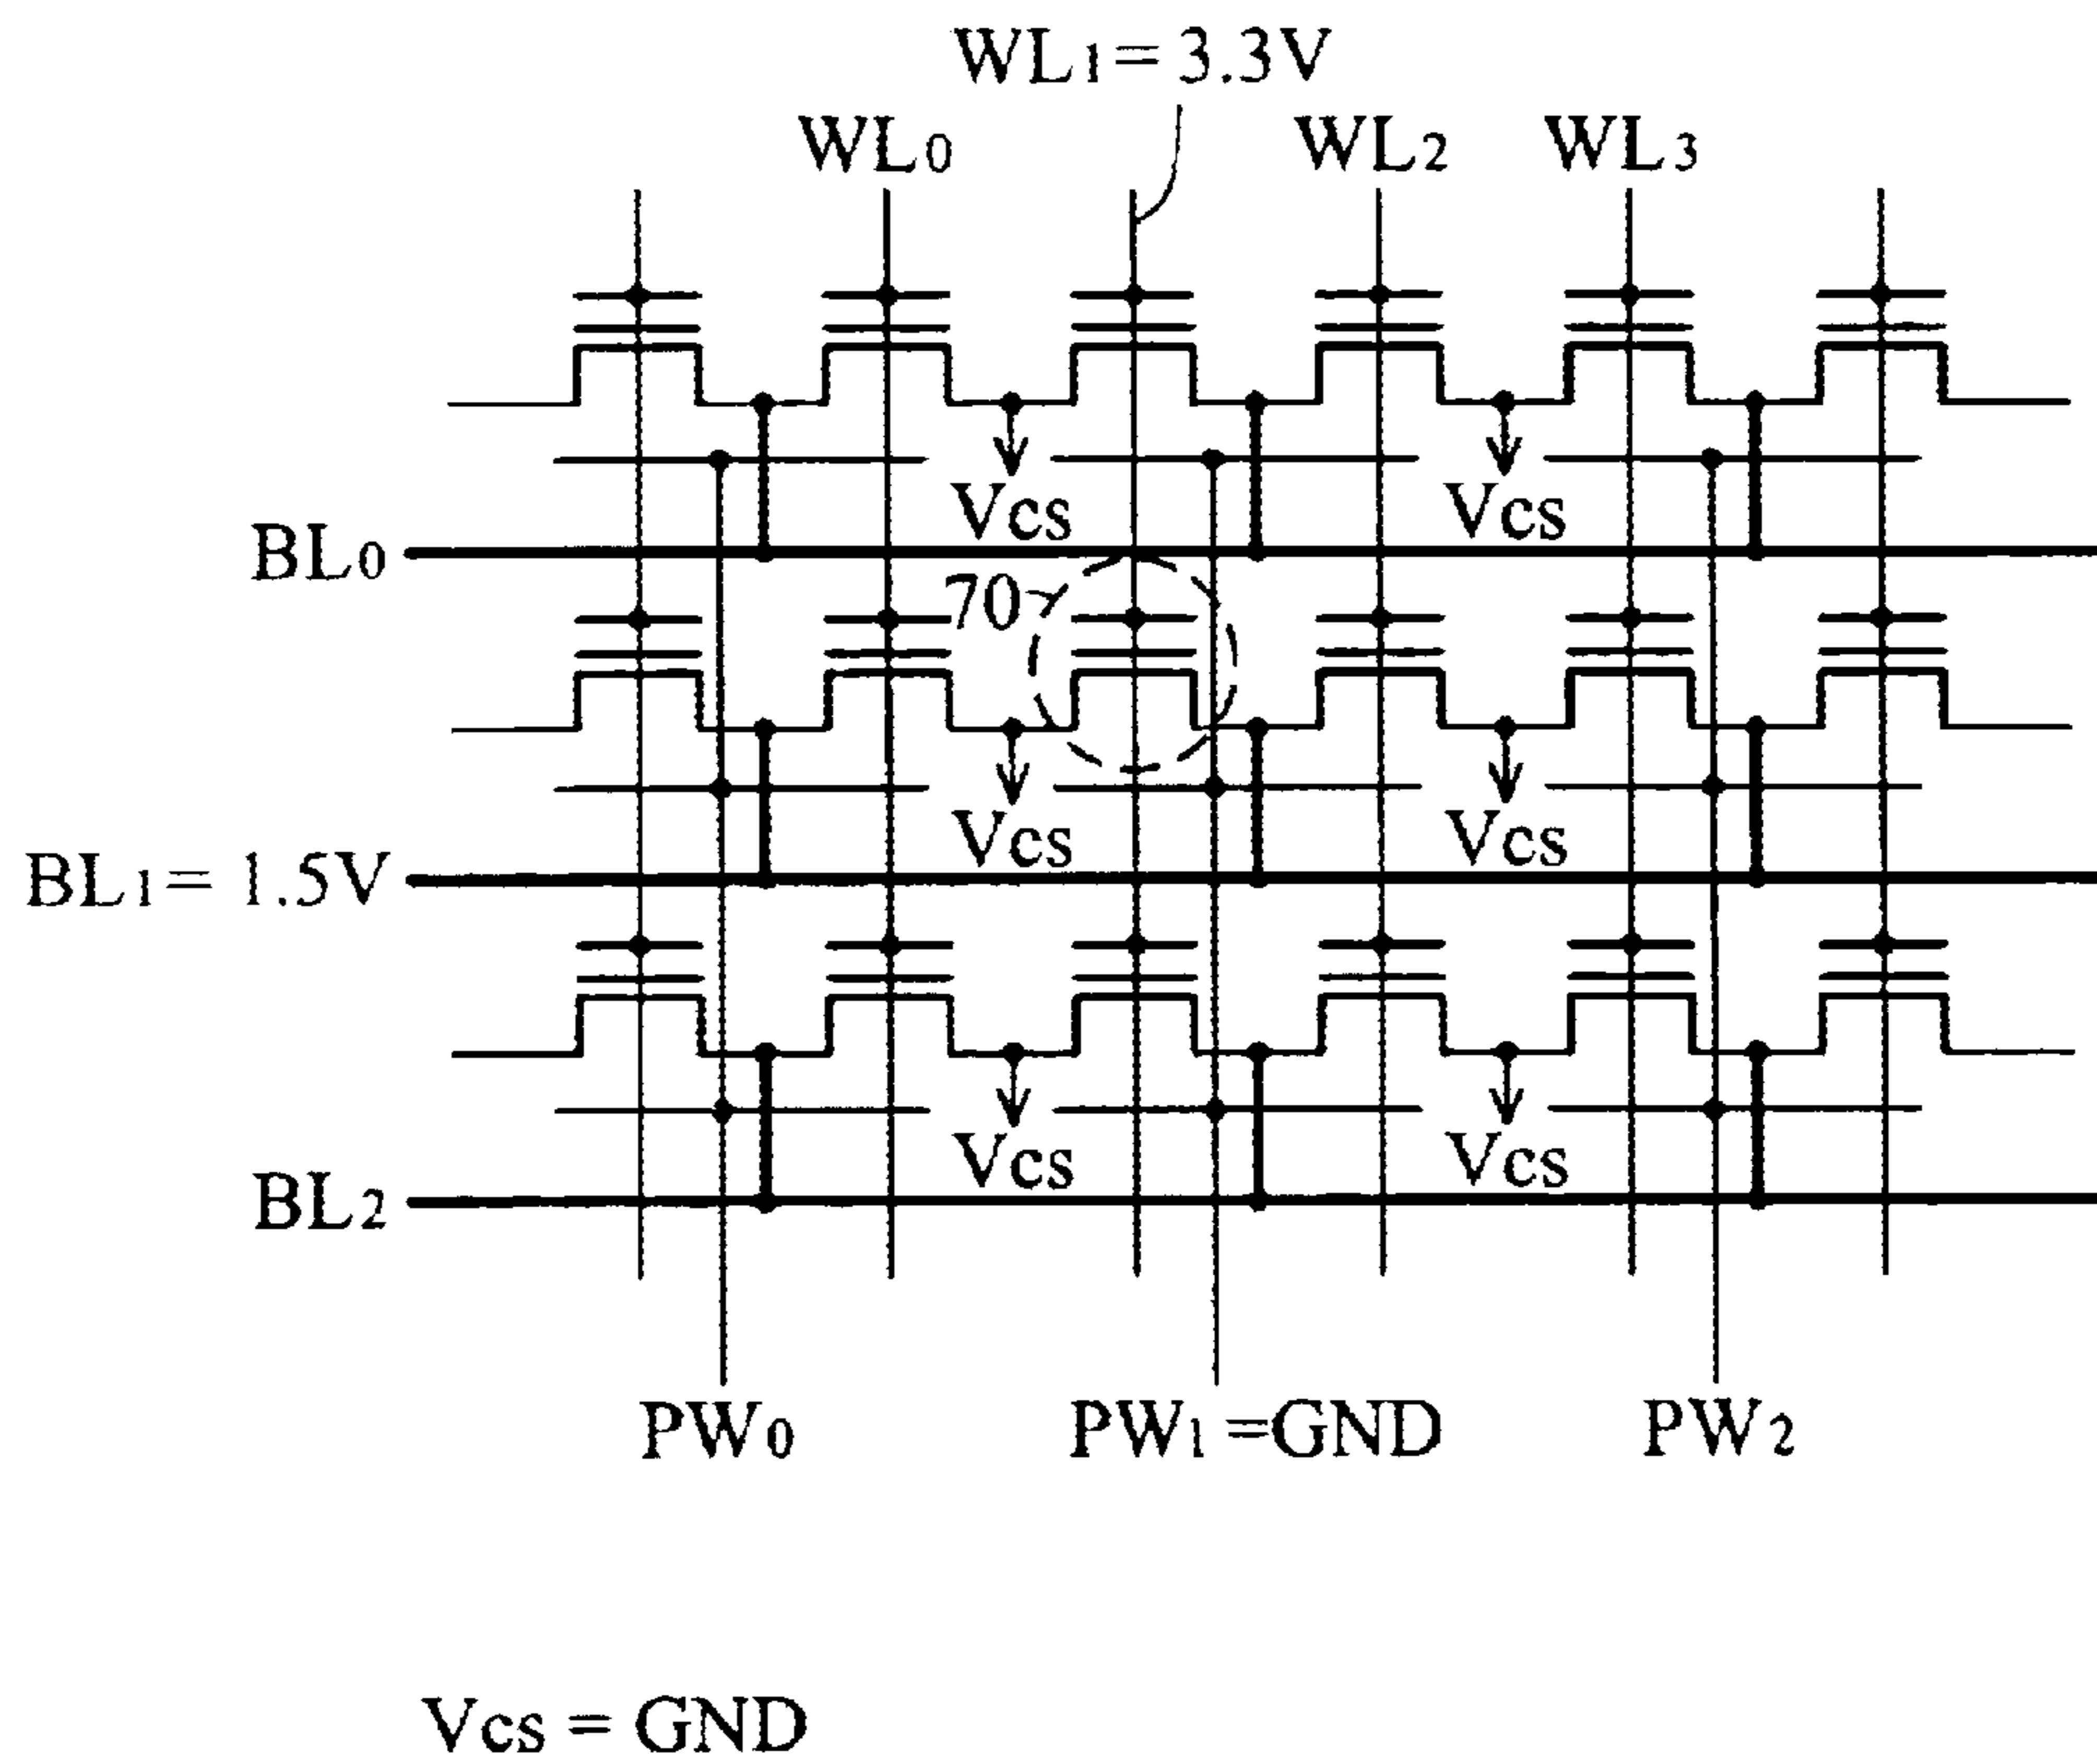 WL1 = 3.3V
WL0 WL2 WL3
Vcs Vcs
BL0
70
Vcs Vcs
BL1 = 1.5V
Vcs Vcs
BL2
PW0 PW1 =GND PW2
Vcs = GND